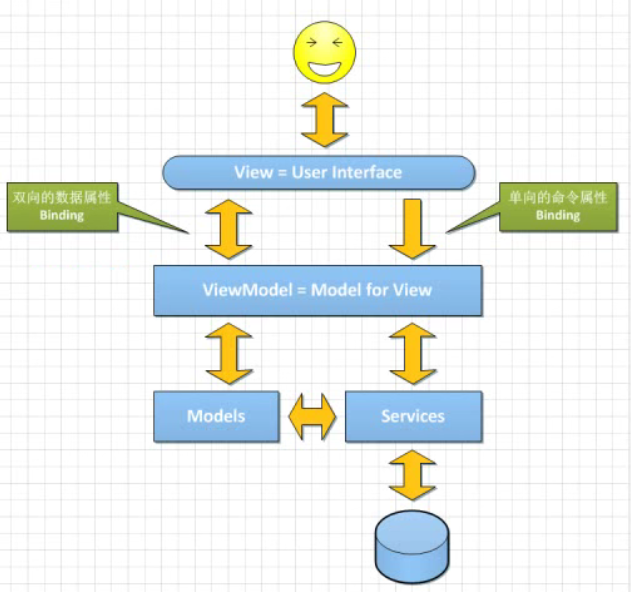 View = User Interface
双向的数据属性
Binding
单向的命令属性
Binding
ViewModel = Model for View
Models
Services